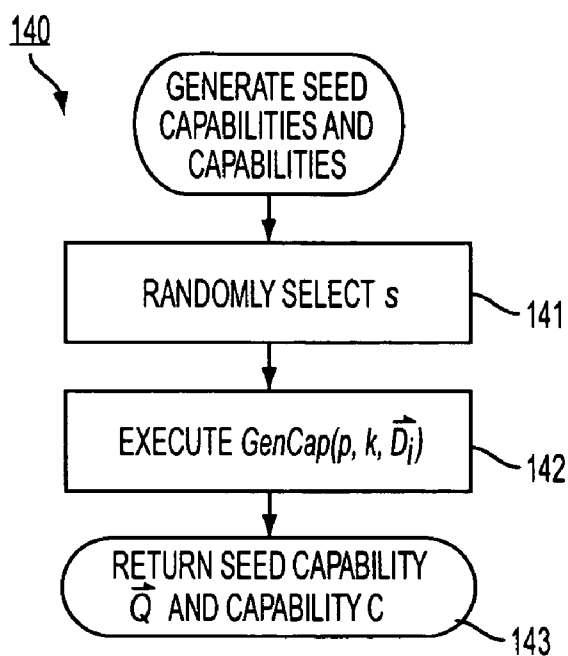 140
GENERATE SEED
CAPABILITIES AND
CAPABILITIES
RANDOMLY SELECT s
141
EXECUTE GenCap(p, k, D⃗i)
142
RETURN SEED CAPABILITY
Q⃗ AND CAPABILITY C
143